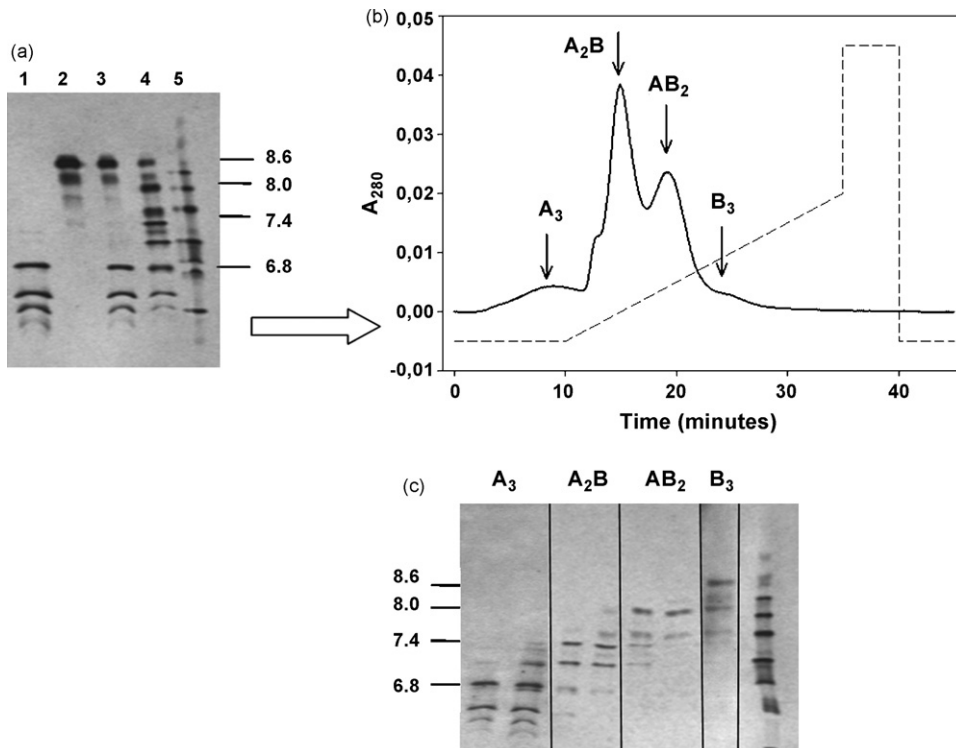 (a)
1 2 3 4 5
8.6
8.0
7.4
6.8
(b)
0,05
0,04
0,03
0,02
0,01
0,00
-0,01
A₂₈₀
A₃
A₂B
AB₂
B₃
0 10 20 30 40
Time (minutes)
(c)
A₃ A₂B AB₂ B₃
8.6
8.0
7.4
6.8